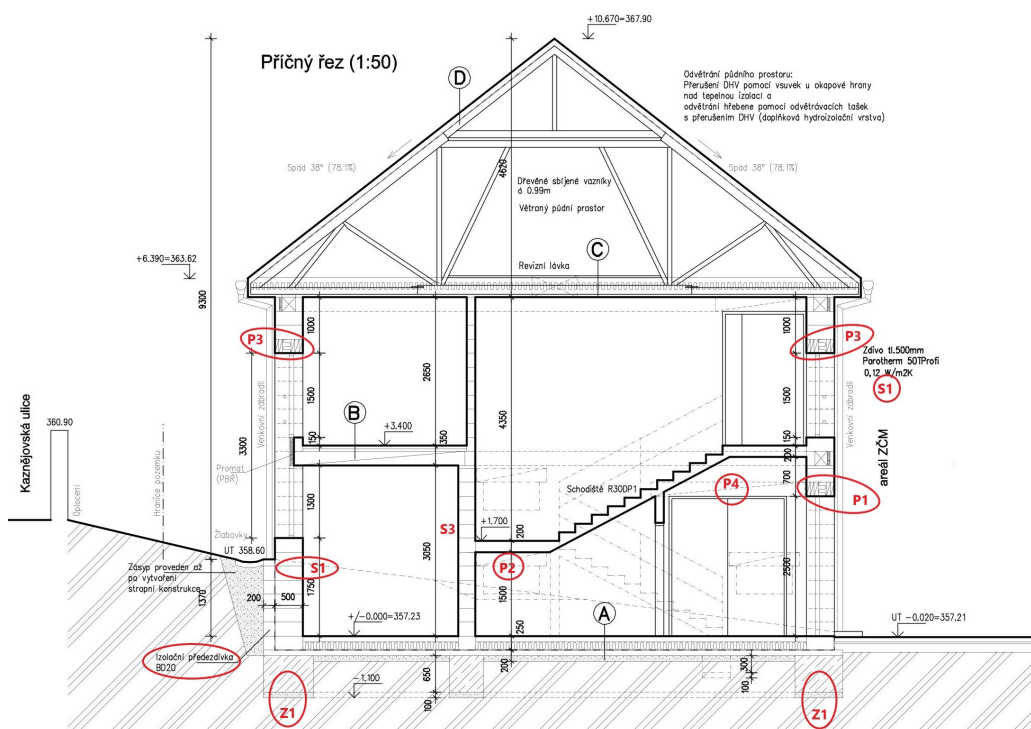 +10.670=367.90
Příčný řez (1:50)
D
Odvětrání půdního prostoru:
Přerušení DHV pomocí vsuvek u okapové hrany
nad tepelnou izolací a
odvětrání hřebene pomocí odvětrávacích tašek
s přerušením DHV (doplňková hydroizolační vrstva)
Spád 38° (78.1%)
4620
Spád 38° (78.1%)
Dřevěné sbíjené vazníky
á 0.99m
Větraný půdní prostor
+6.390=363.62
Revizní lávka
C
9300
1000
1000
P3
P3
Zdivo tl.500mm
Porotherm 50TProfi
0,12 W/m2K
S1
2650
1500
1500
Venkovní zábradlí
Venkovní zábradlí
4350
Kaznějovská ulice
360.90
Oplocení
Hranice pozemku
3300
150
B
+3.400
350
150
200
areál ZČM
Promat
(PBŘ)
Schodiště R30DP1
P4
700
P1
1300
S3
+1.700
200
Žlabovky
UT 358.60
S1
P2
3050
Zásyp proveden až
po vytvoření
stropní konstrukce
1370
200
500
1750
1500
2500
A
+/-0.000=357.23
250
UT -0.020=357.21
Izolační předezdívka
BD20
650
200
300
-1.100
100
100
Z1
Z1